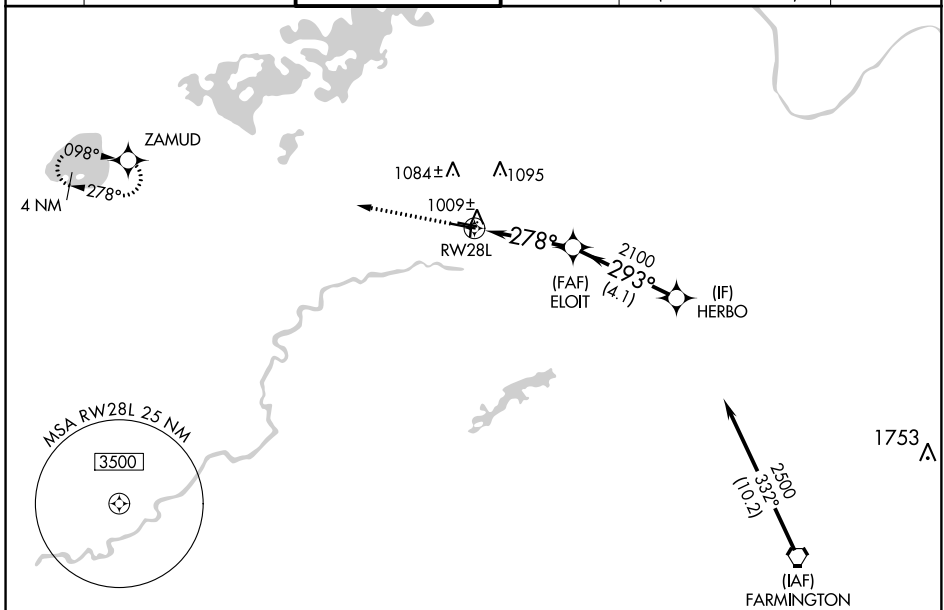 ZAMUD
098°
278°
4 NM
1084±
1095
1009±
RW28L
278°
(FAF)
ELOIT
2100
293°
(4.1)
(IF)
HERBO
MSA RW28L 25 NM
3500
1753
2500
332°
(10.2)
(IAF)
FARMINGTON